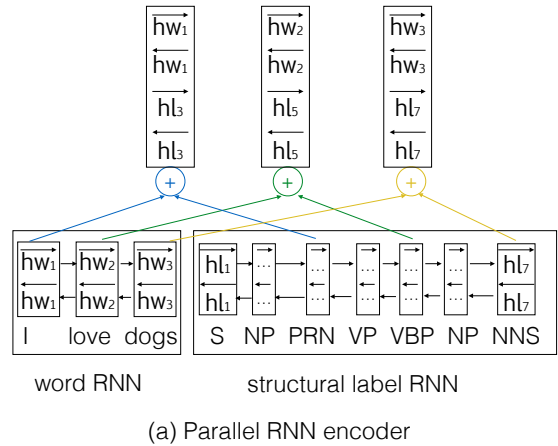 hw1 hw2 hw3
hw1 hw2 hw3
hl3 hl5 hl7
hl3 hl5 hl7
+ + +
hw1 hw2 hw3 hl1 ... ... ... ... ... hl7
hw1 hw2 hw3 hl1 ... ... ... ... ... hl7
I love dogs S NP PRN VP VBP NP NNS
word RNN structural label RNN
(a) Parallel RNN encoder